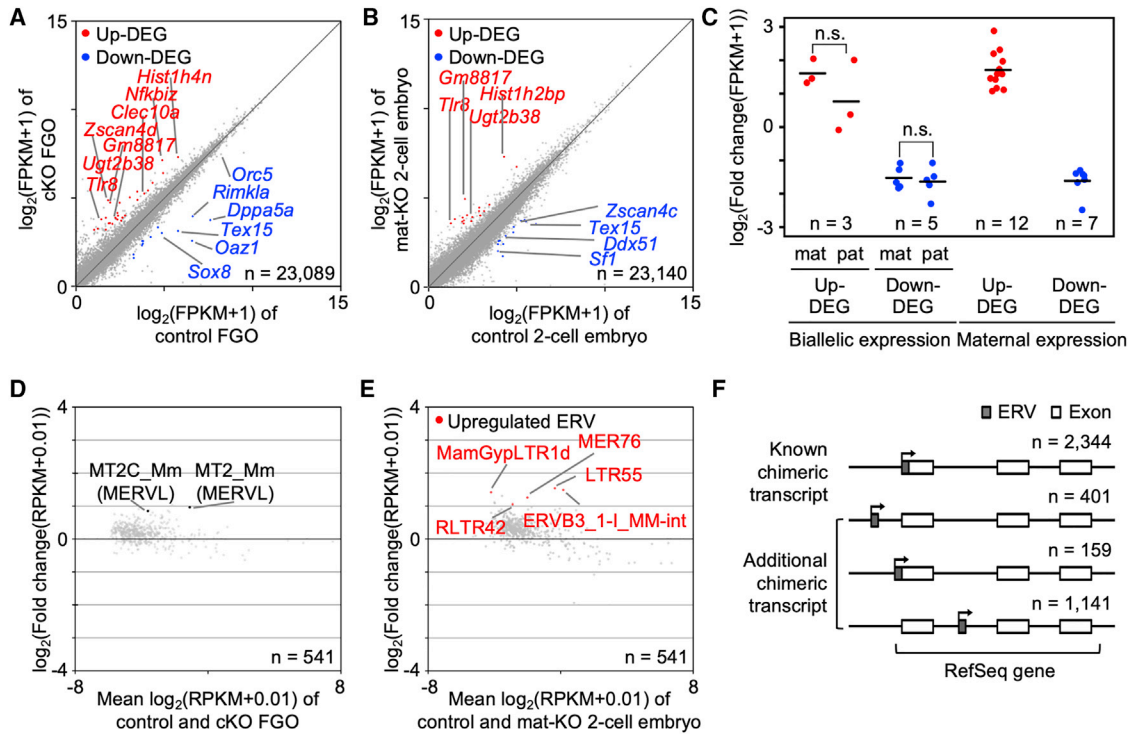 A
15
Up-DEG
Down-DEG
Hist1h4n
Nfkbiz
Clec10a
Zscan4d
Gm8817
Ugt2b38
Tlr8
Orc5
Rimkla
Dppa5a
Tex15
Oaz1
Sox8
n = 23,089
0
0
15
log2(FPKM+1) of
cKO FGO
log2(FPKM+1) of
control FGO
B
15
Up-DEG
Down-DEG
Gm8817
Hist1h2bp
Tlr8
Ugt2b38
Zscan4c
Tex15
Ddx51
Sf1
n = 23,140
0
0
15
log2(FPKM+1) of
mat-KO 2-cell embryo
log2(FPKM+1) of
control 2-cell embryo
C
log2(Fold change(FPKM+1))
3
0
-3
n.s.
n.s.
n = 3
n = 5
n = 12
n = 7
mat pat
mat pat
Up-
DEG
Down-
DEG
Up-
DEG
Down-
DEG
Biallelic expression
Maternal expression
D
4
0
-4
log2(Fold change(RPKM+0.01))
MT2C_Mm
(MERVL)
MT2_Mm
(MERVL)
n = 541
-8
8
Mean log2(RPKM+0.01) of
control and cKO FGO
E
4
0
-4
log2(Fold change(RPKM+0.01))
Upregulated ERV
MER76
MamGypLTR1d
LTR55
RLTR42
ERVB3_1-I_MM-int
n = 541
-8
8
Mean log2(RPKM+0.01) of
control and mat-KO 2-cell embryo
F
ERV
Exon
Known
chimeric
transcript
n = 2,344
n = 401
Additional
chimeric
transcript
n = 159
n = 1,141
RefSeq gene